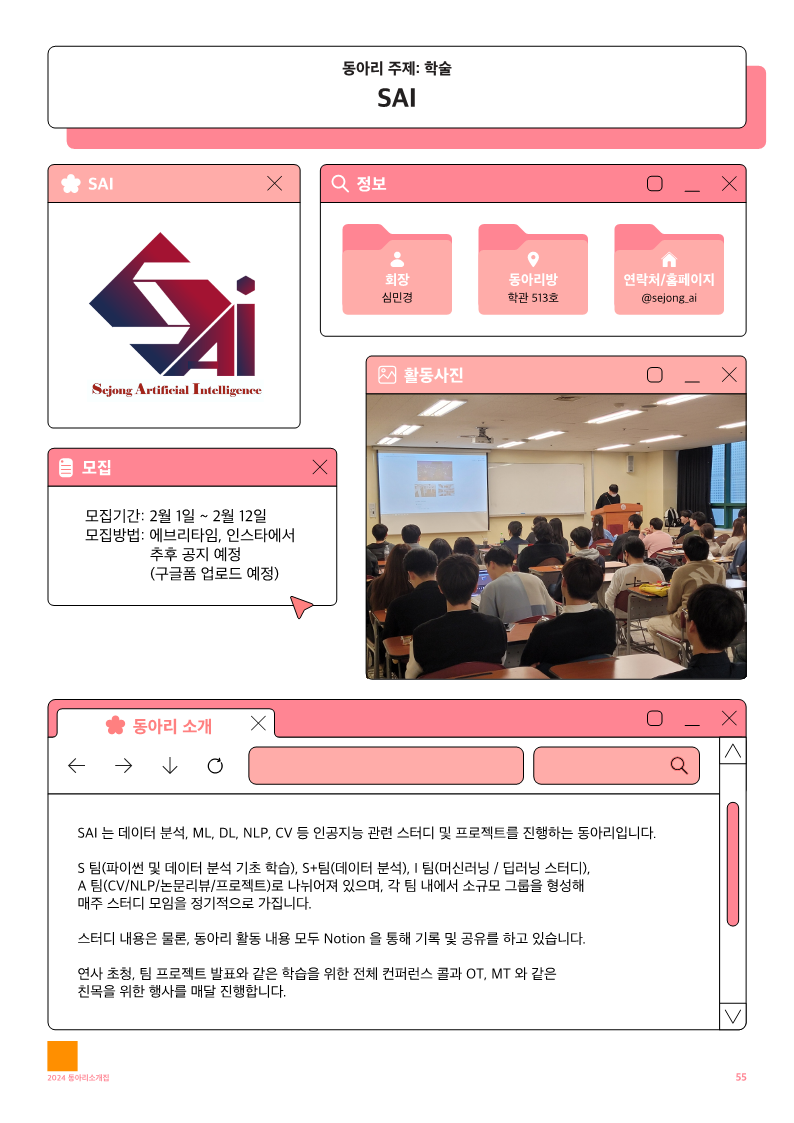 동아리 주제: 학술
SAI
SAI
Sejong Artificial Intelligence
정보
회장
심민경
동아리방
학관 513호
연락처/홈페이지
@sejong_ai
활동사진
모집
모집기간: 2월 1일 ~ 2월 12일
모집방법: 에브리타임, 인스타에서
추후 공지 예정
(구글폼 업로드 예정)
동아리 소개
SAI 는 데이터 분석, ML, DL, NLP, CV 등 인공지능 관련 스터디 및 프로젝트를 진행하는 동아리입니다.
S 팀(파이썬 및 데이터 분석 기초 학습), S+팀(데이터 분석), I 팀(머신러닝 / 딥러닝 스터디),
A 팀(CV/NLP/논문리뷰/프로젝트)로 나뉘어져 있으며, 각 팀 내에서 소규모 그룹을 형성해
매주 스터디 모임을 정기적으로 가집니다.
스터디 내용은 물론, 동아리 활동 내용 모두 Notion 을 통해 기록 및 공유를 하고 있습니다.
연사 초청, 팀 프로젝트 발표와 같은 학습을 위한 전체 컨퍼런스 콜과 OT, MT 와 같은
친목을 위한 행사를 매달 진행합니다.
2024 동아리소개집
55